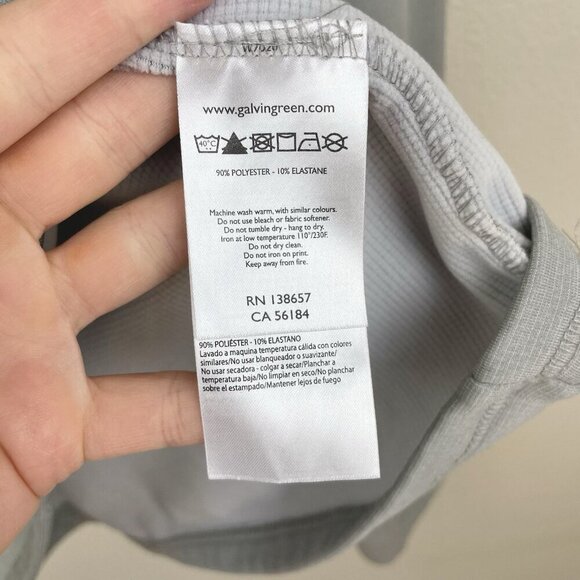 www.galvingreen.com
40°C
90% POLYESTER - 10% ELASTANE
Machine wash warm, with similar colours.
Do not use bleach or fabric softener.
Do not tumble dry - hang to dry.
Iron at low temperature 110°/230F.
Do not dry clean.
Do not iron on print.
Keep away from fire.
RN 138657
CA 56184
90% POLIÉSTER - 10% ELASTANO
Lavado a maquina temperatura cálida con colores
similares/No usar blanqueador o suavizante/
No usar secadora - colgar a secar/Planchar a
temperatura baja/No limpiar en seco/No planchar
sobre el estampado/Mantener lejos de fuego